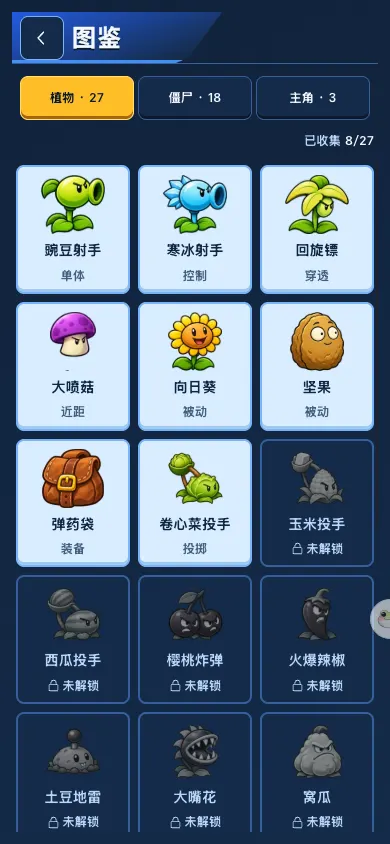 图鉴
植物 · 27
僵尸 · 18
主角 · 3
已收集 8/27
豌豆射手
单体
寒冰射手
控制
回旋镖
穿透
大喷菇
近距
向日葵
被动
坚果
被动
弹药袋
装备
卷心菜投手
投掷
玉米投手
未解锁
西瓜投手
未解锁
樱桃炸弹
未解锁
火爆辣椒
未解锁
土豆地雷
未解锁
大嘴花
未解锁
窝瓜
未解锁